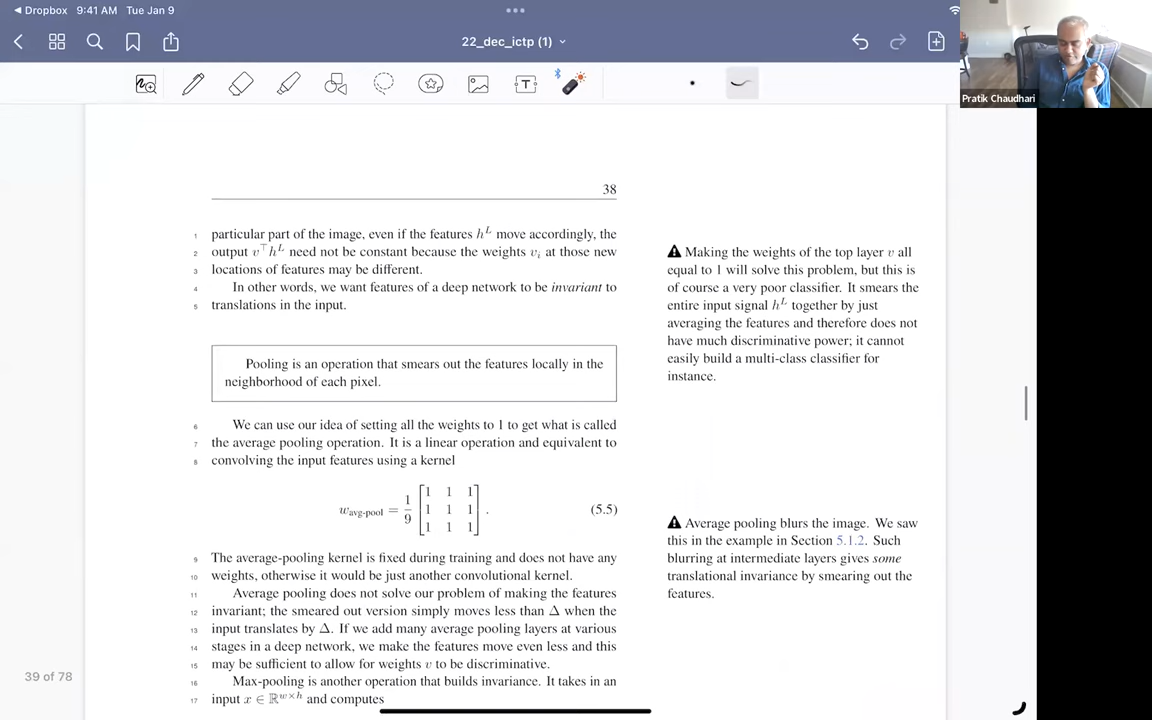 Dropbox 9:41 AM Tue Jan 9
22_dec_ictp (1)
Pratik Chaudhari
38
1 particular part of the image, even if the features h^L move accordingly, the
2 output v^⊤h^L need not be constant because the weights v_i at those new
3 locations of features may be different.
4 In other words, we want features of a deep network to be invariant to
5 translations in the input.
Pooling is an operation that smears out the features locally in the
neighborhood of each pixel.
6 We can use our idea of setting all the weights to 1 to get what is called
7 the average pooling operation. It is a linear operation and equivalent to
8 convolving the input features using a kernel
w_avg-pool = 1/9 [1 1 1
1 1 1
1 1 1]. (5.5)
9 The average-pooling kernel is fixed during training and does not have any
10 weights, otherwise it would be just another convolutional kernel.
11 Average pooling does not solve our problem of making the features
12 invariant; the smeared out version simply moves less than Δ when the
13 input translates by Δ. If we add many average pooling layers at various
14 stages in a deep network, we make the features move even less and this
15 may be sufficient to allow for weights v to be discriminative.
16 Max-pooling is another operation that builds invariance. It takes in an
17 input x ∈ ℝ^{w×h} and computes
⚠ Making the weights of the top layer v all
equal to 1 will solve this problem, but this is
of course a very poor classifier. It smears the
entire input signal h^L together by just
averaging the features and therefore does not
have much discriminative power; it cannot
easily build a multi-class classifier for
instance.
⚠ Average pooling blurs the image. We saw
this in the example in Section 5.1.2. Such
blurring at intermediate layers gives some
translational invariance by smearing out the
features.
39 of 78